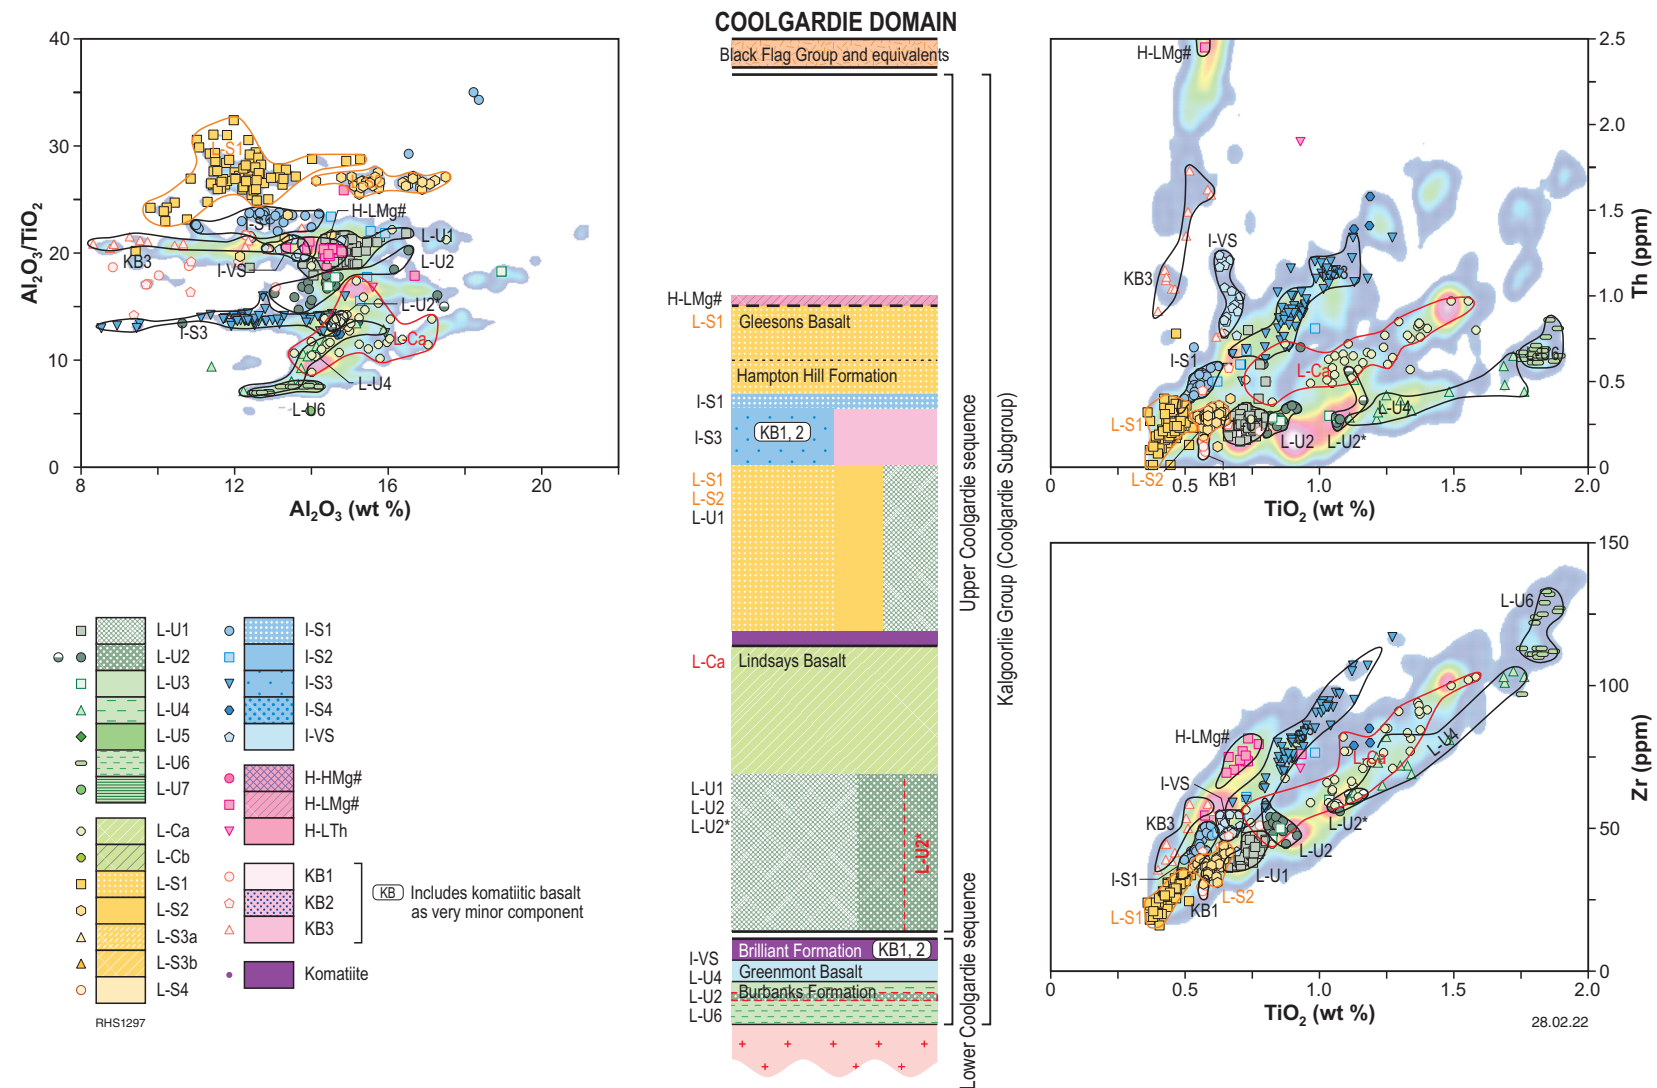 COOLGARDIE DOMAIN
40
30
20
10
0
8
12
16
20
Al₂O₃/TiO₂
Al₂O₃ (wt %)
L-S1
I-S1
H-LMg#
L-U1
L-U2
KB3
I-VS
L-U2*
I-S3
L-Ca
L-U4
L-U6
Black Flag Group and equivalents
H-LMg#
L-S1
Gleesons Basalt
Hampton Hill Formation
I-S1
I-S3
KB1, 2
L-S1
L-S2
L-U1
L-Ca
Lindsays Basalt
L-U1
L-U2
L-U2*
L-U2*
Brilliant Formation
KB1, 2
I-VS
Greenmont Basalt
L-U4
Burbanks Formation
L-U2
L-U6
Upper Coolgardie sequence
Lower Coolgardie sequence
Kalgoorlie Group (Coolgardie Subgroup)
2.5
2.0
1.5
1.0
0.5
0
Th (ppm)
0
0.5
1.0
1.5
2.0
TiO₂ (wt %)
H-LMg#
I-VS
KB3
I-S3
I-S1
L-Ca
L-U6
L-S1
L-U1
L-U4
L-U2
L-U2*
L-S2
KB1
150
100
50
0
Zr (ppm)
0
0.5
1.0
1.5
2.0
TiO₂ (wt %)
L-U6
H-LMg#
L-U4
L-Ca
I-VS
KB3
L-U2*
L-U2
I-S1
L-U1
L-S2
L-S1
KB1
L-U1
L-U2
L-U3
L-U4
L-U5
L-U6
L-U7
L-Ca
L-Cb
L-S1
L-S2
L-S3a
L-S3b
L-S4
I-S1
I-S2
I-S3
I-S4
I-VS
H-HMg#
H-LMg#
H-LTh
KB1
KB2
KB3
Komatiite
KB Includes komatiitic basalt
as very minor component
RHS1297
28.02.22